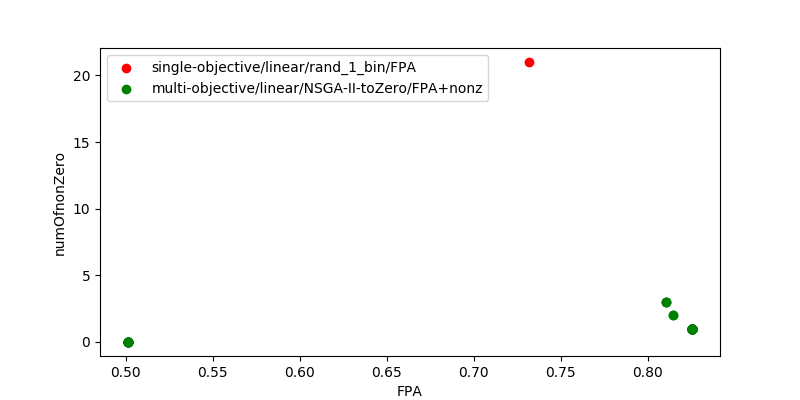 single-objective/linear/rand_1_bin/FPA
multi-objective/linear/NSGA-II-toZero/FPA+nonz
numOfnonZero
20
15
10
5
0
0.50 0.55 0.60 0.65 0.70 0.75 0.80
FPA